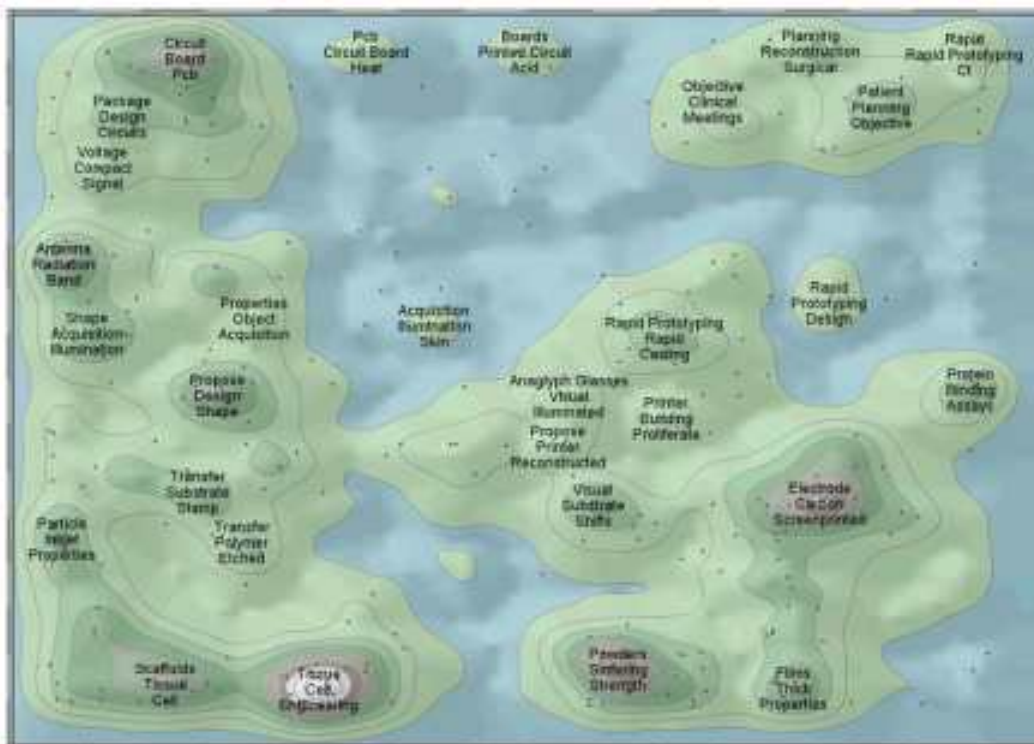 Circuit
Board
Pcb
Pcb
Circuit Board
Heat
Boards
Printed Circuit
Acid
Planning
Reconstruction
Surgical
Rapid
Rapid Prototyping
Ct
Package
Design
Circuits
Objective
Clinical
Meetings
Patient
Planning
Objective
Voltage
Compact
Signal
Antenna
Radiation
Band
Shape
Acquisition
Illumination
Properties
Object
Acquisition
Acquisition
Illumination
Skin
Rapid Prototyping
Rapid
Casting
Rapid
Prototyping
Design
Propose
Design
Shape
Anaglyph Glasses
Visual
Illuminated
Printer
Building
Proliferate
Protein
Binding
Assays
Propose
Printer
Reconstructed
Transfer
Substrate
Stamp
Visual
Substrate
Shifts
Electrode
Carbon
Screenprinted
Particle
Inkjet
Properties
Transfer
Polymer
Etched
Scaffolds
Tissue
Cell
Tissue
Cell
Engineering
Powders
Sintering
Strength
Films
Thick
Properties